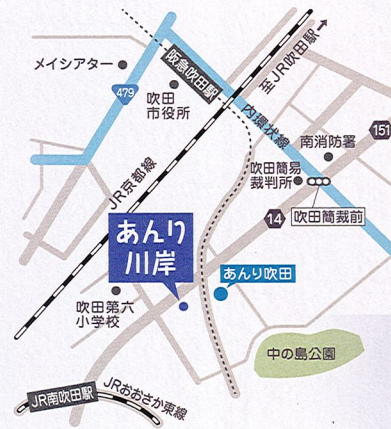 至JR吹田駅
メイシアター
阪急吹田駅
479
吹田
市役所
内環状線
151
南消防署
JR京都線
吹田簡易
裁判所
14
吹田簡裁前
あんり
川岸
あんり吹田
吹田第六
小学校
中の島公園
JR南吹田駅
JRおおさか東線